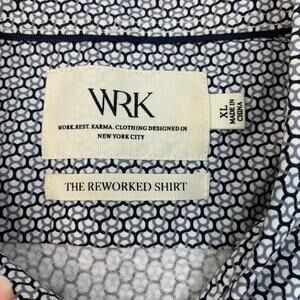 WRK
WORK.REST. KARMA. CLOTHING DESIGNED IN
NEW YORK CITY
XL
MADE IN
CHINA
THE REWORKED SHIRT